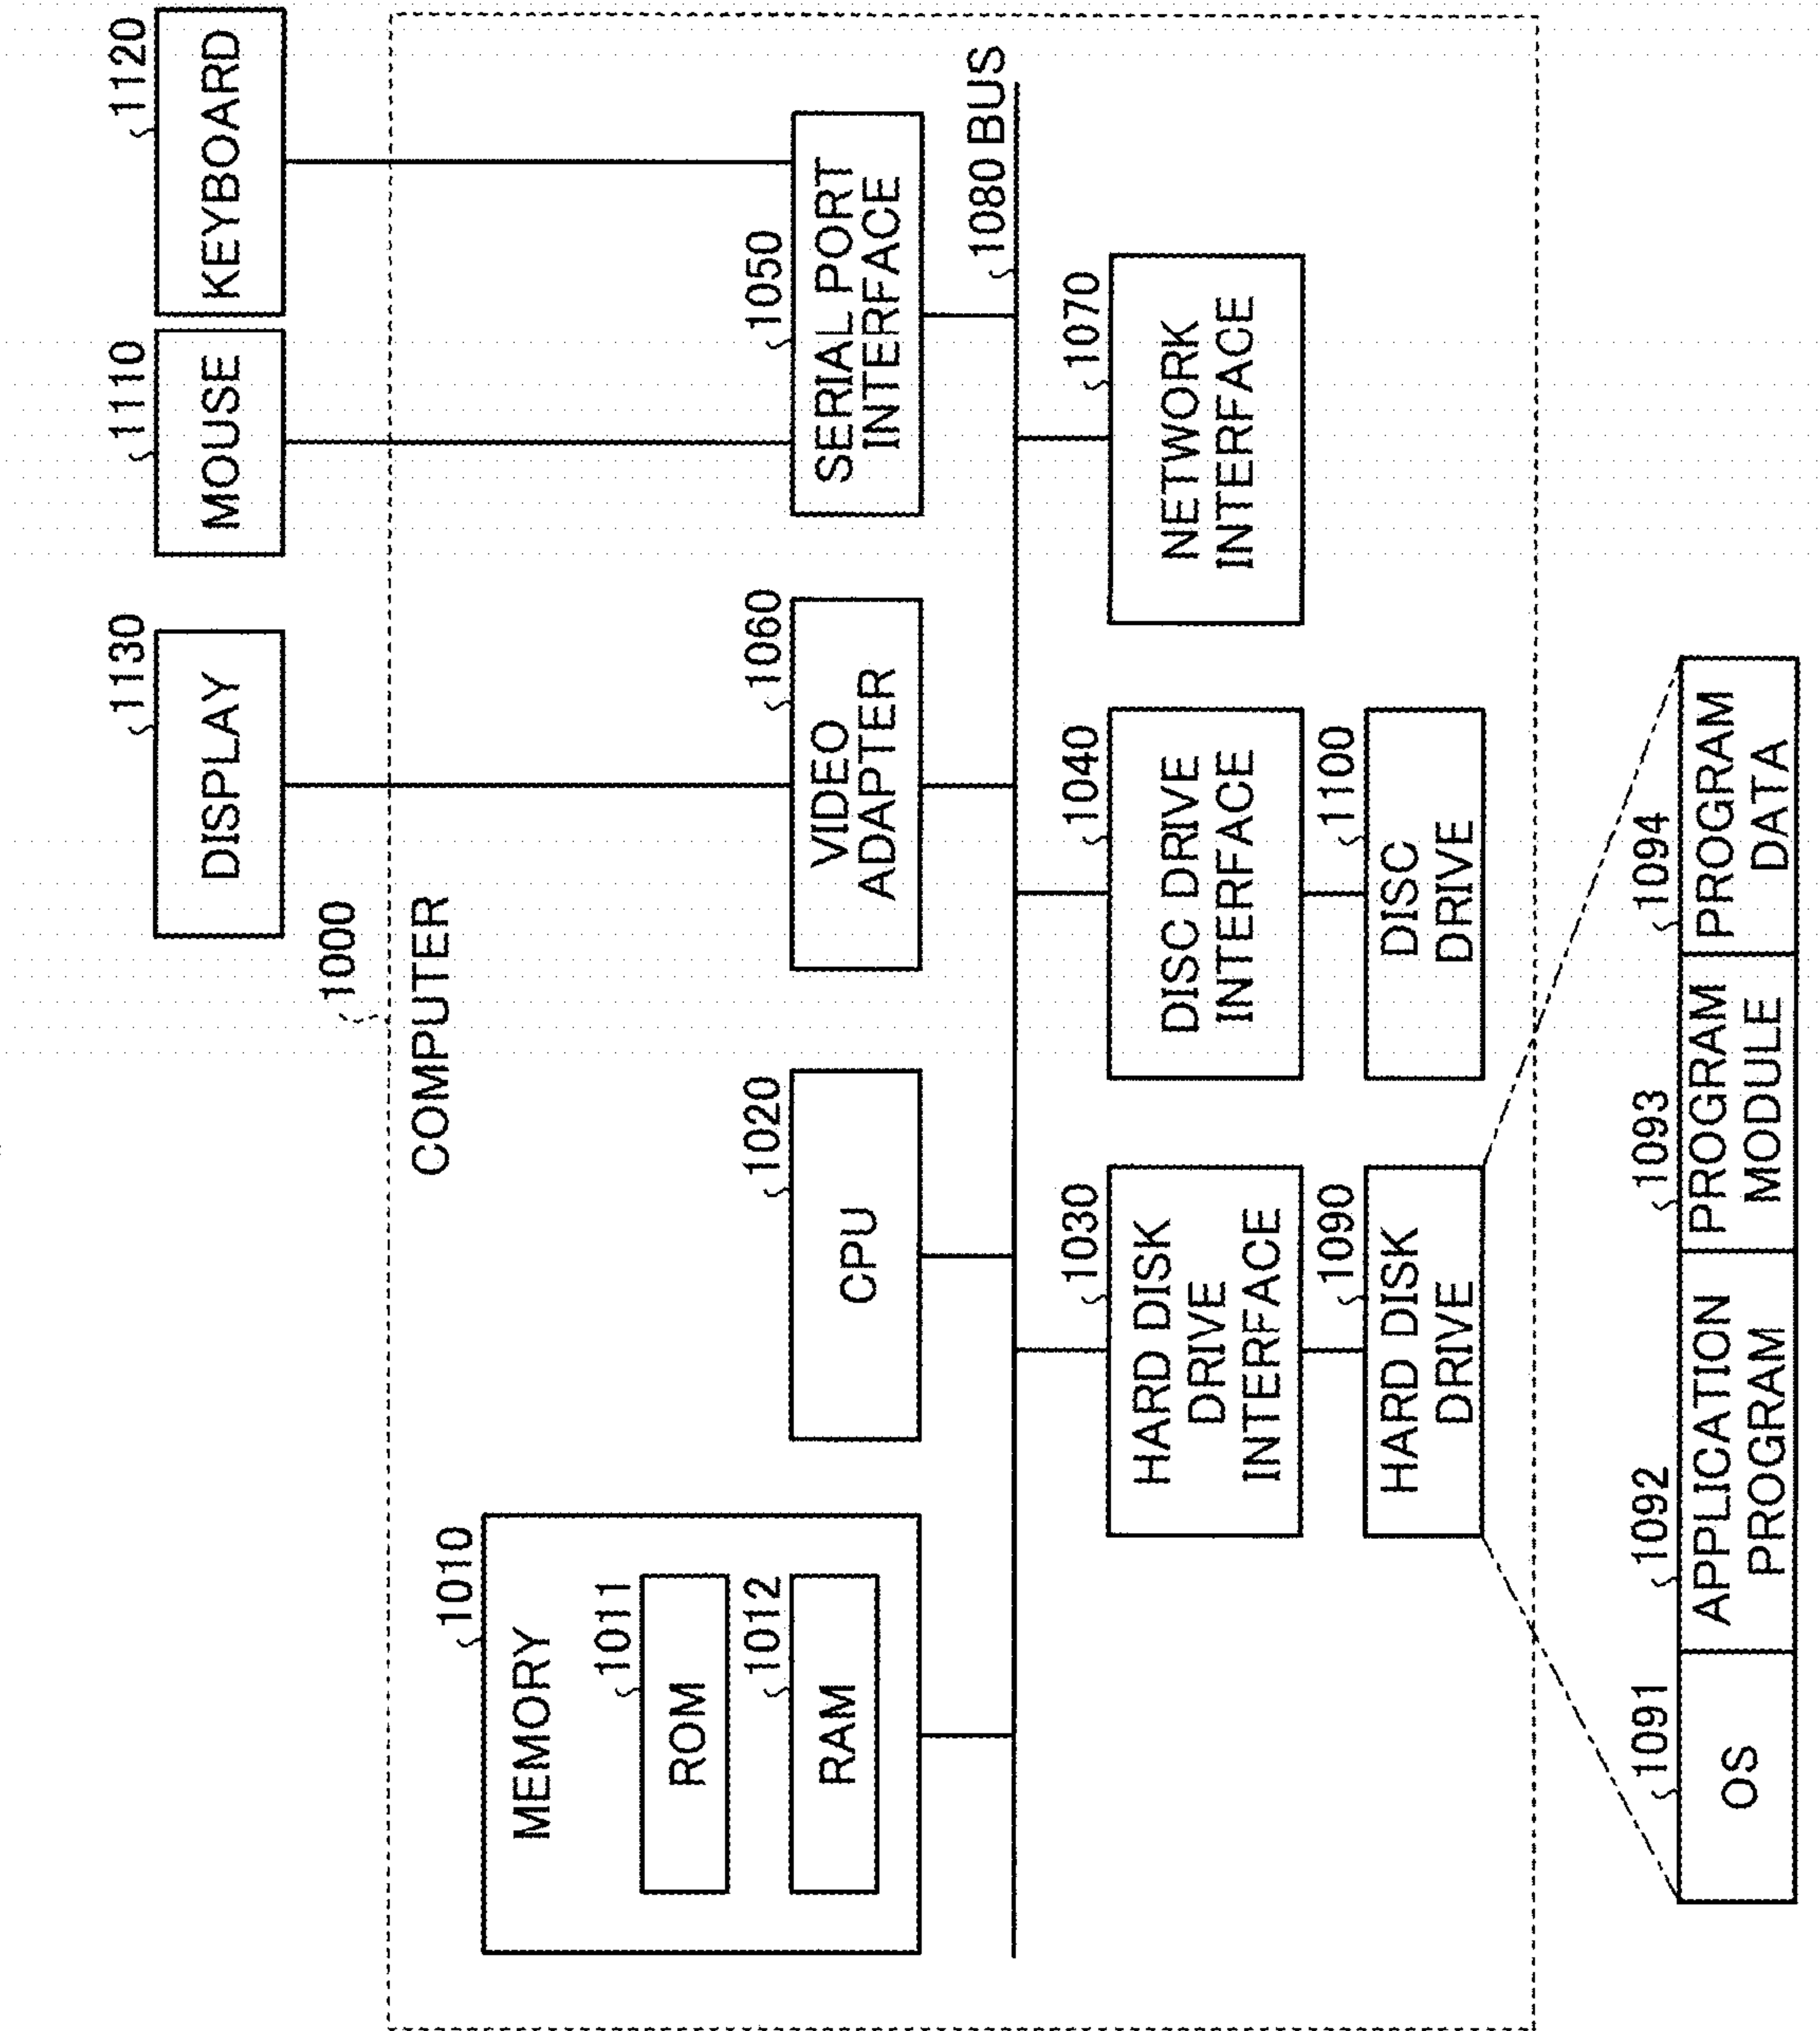 1130
DISPLAY
1110
MOUSE
1120
KEYBOARD
1000
COMPUTER
1010
MEMORY
1011
ROM
1012
RAM
1020
CPU
1060
VIDEO
ADAPTER
1050
SERIAL PORT
INTERFACE
1080 BUS
1030
HARD DISK
DRIVE
INTERFACE
1040
DISC DRIVE
INTERFACE
1070
NETWORK
INTERFACE
1090
HARD DISK
DRIVE
1100
DISC
DRIVE
1091
OS
1092
APPLICATION
PROGRAM
1093
PROGRAM
MODULE
1094
PROGRAM
DATA